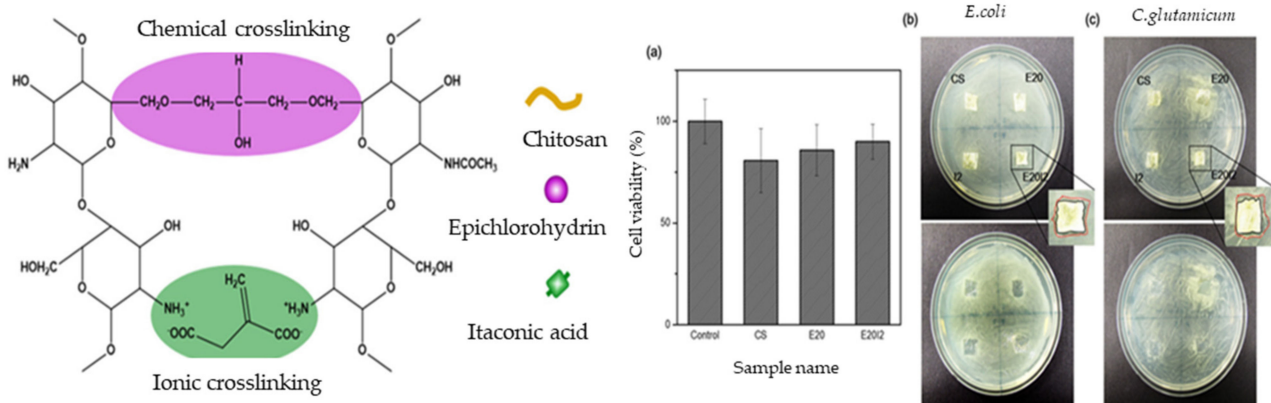 Chemical crosslinking
O
HO
O
H₂N
O
O
H
CH₂O
CH₂
C
CH₂
OCH₂
OH
O
OH
O
NHCOCH₃
O
O
OH
HOH₂C
O
NH₃⁺
O
HO
CH₂OH
⁺H₃N
O
O
H₂C
⁻OOC
COO⁻
Ionic crosslinking
Chitosan
Epichlorohydrin
Itaconic acid
(a)
Cell viability (%)
100
50
0
Control
CS
E20
E20I2
Sample name
(b)
E.coli
CS
E20
I2
E20I2
(c)
C.glutamicum
CS
E20
I2
E20I2